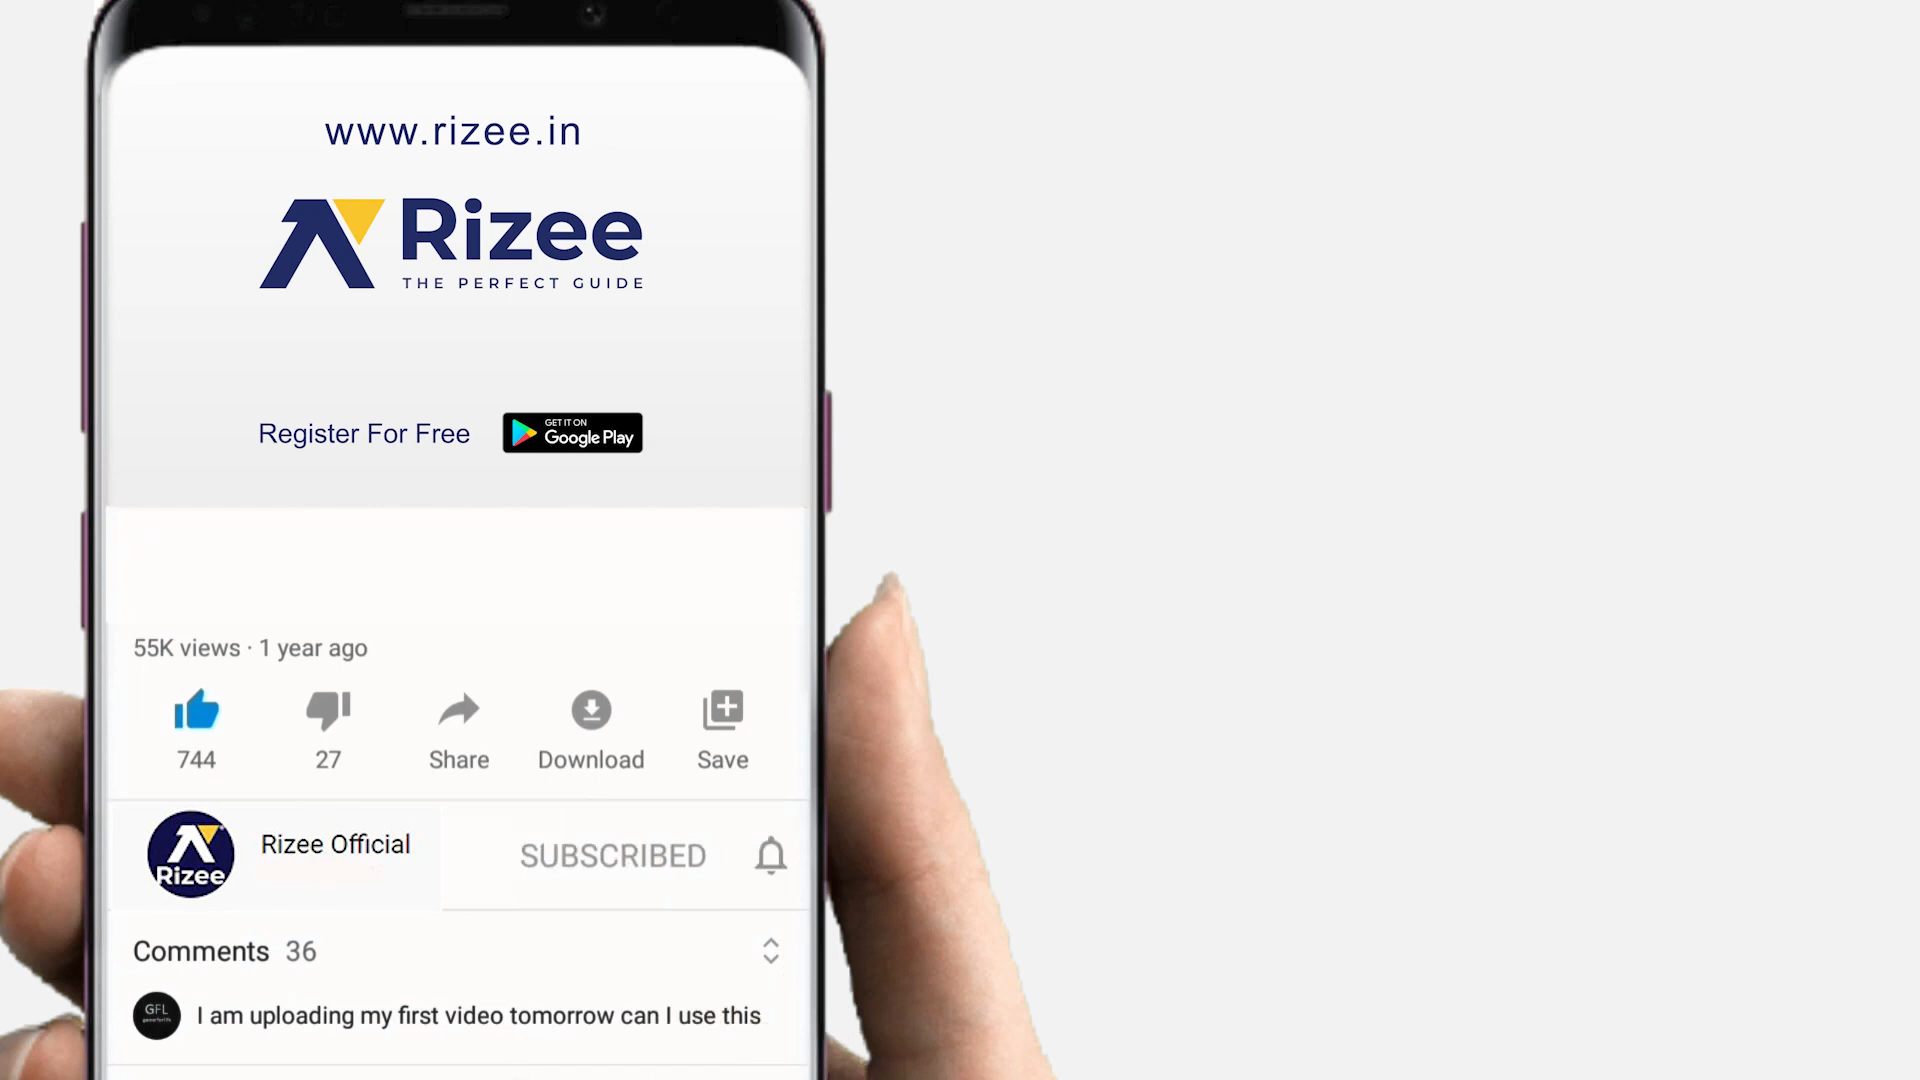 www.rizee.in
Rizee
THE PERFECT GUIDE
Register For Free
GET IT ON
Google Play
55K views · 1 year ago
744
27
Share
Download
Save
Rizee
Rizee Official
SUBSCRIBED
Comments 36
GFL
I am uploading my first video tomorrow can I use this